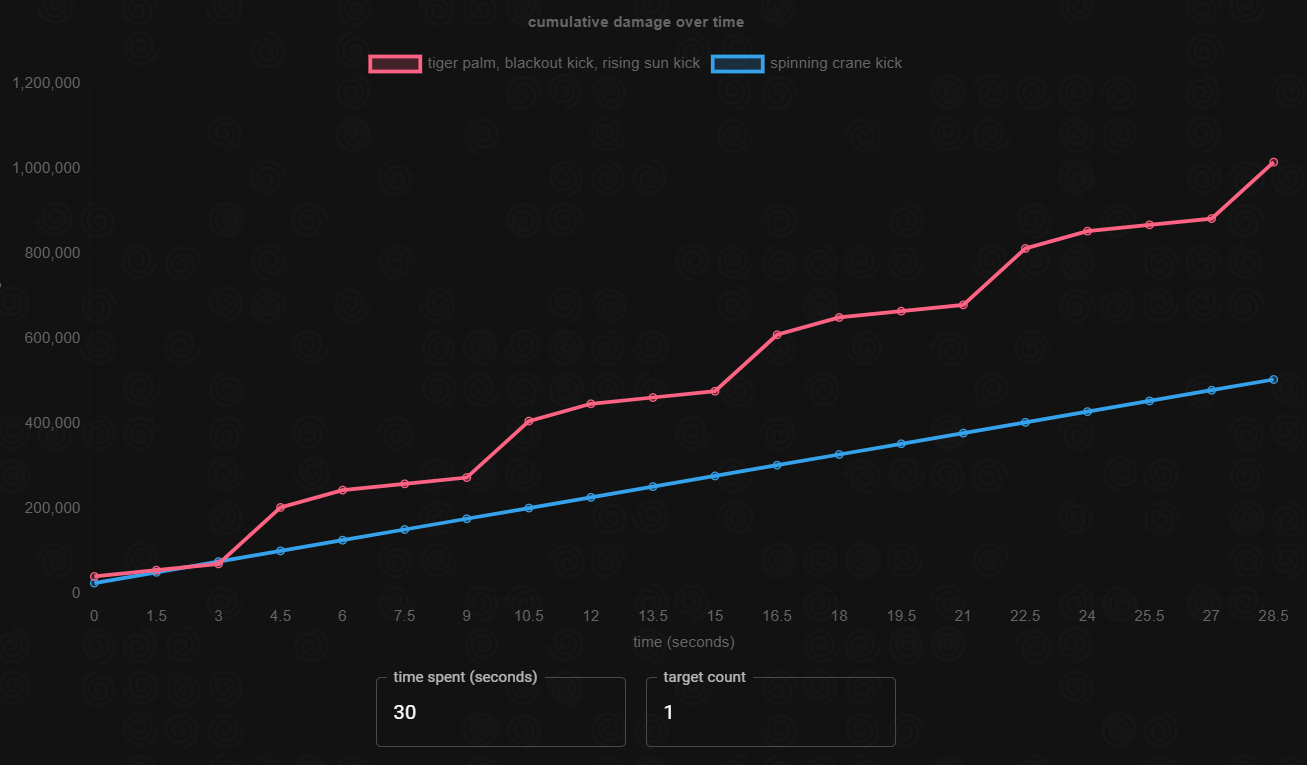 cumulative damage over time
tiger palm, blackout kick, rising sun kick spinning crane kick
1,200,000
1,000,000
800,000
600,000
400,000
200,000
0
0 1.5 3 4.5 6 7.5 9 10.5 12 13.5 15 16.5 18 19.5 21 22.5 24 25.5 27 28.5
time (seconds)
time spent (seconds) target count
30 1